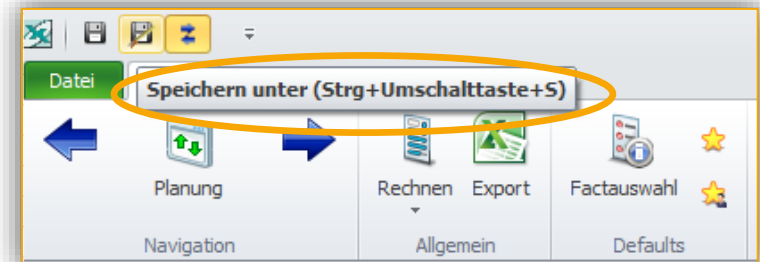 Datei
Speichern unter (Strg+Umschalttaste+S)
Planung
Rechnen Export
Factauswahl
Navigation
Allgemein
Defaults